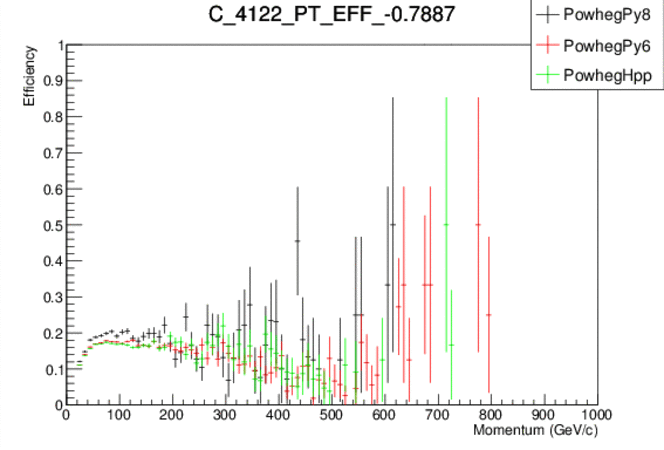 C_4122_PT_EFF_-0.7887
PowhegPy8
PowhegPy6
PowhegHpp
Efficiency
1
0.9
0.8
0.7
0.6
0.5
0.4
0.3
0.2
0.1
0
0 100 200 300 400 500 600 700 800 900 1000
Momentum (GeV/c)